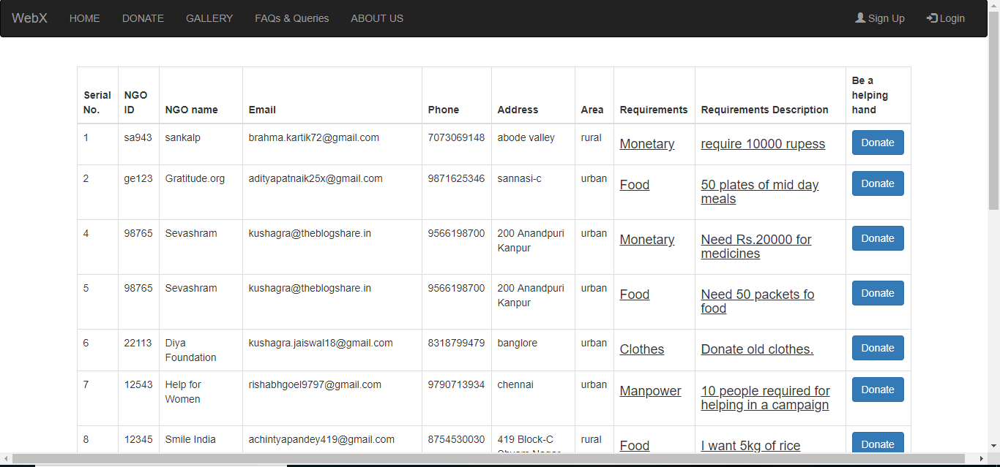 WebX HOME DONATE GALLERY FAQs & Queries ABOUT US Sign Up Login
Serial No. NGO ID NGO name Email Phone Address Area Requirements Requirements Description Be a helping hand
1 sa943 sankalp brahma.kartik72@gmail.com 7073069148 abode valley rural Monetary require 10000 rupess Donate
2 ge123 Gratitude.org adityapatnaik25x@gmail.com 9871625346 sannasi-c urban Food 50 plates of mid day meals Donate
4 98765 Sevashram kushagra@theblogshare.in 9566198700 200 Anandpuri Kanpur urban Monetary Need Rs.20000 for medicines Donate
5 98765 Sevashram kushagra@theblogshare.in 9566198700 200 Anandpuri Kanpur urban Food Need 50 packets fo food Donate
6 22113 Diya Foundation kushagra.jaiswal18@gmail.com 8318799479 banglore urban Clothes Donate old clothes. Donate
7 12543 Help for Women rishabhgoel9797@gmail.com 9790713934 chennai urban Manpower 10 people required for helping in a campaign Donate
8 12345 Smile India achintyapandey419@gmail.com 8754530030 419 Block-C rural Food I want 5kg of rice Donate